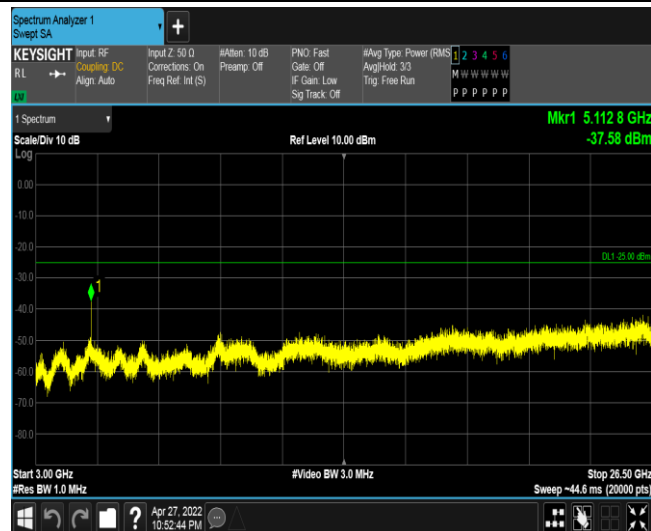 Spectrum Analyzer 1
Swept SA
KEYSIGHT
RL
Input: RF
Coupling: DC
Align: Auto
Input Z: 50 Ω
Corrections: On
Freq Ref: Int (S)
#Atten: 10 dB
Preamp: Off
PNO: Fast
Gate: Off
IF Gain: Low
Sig Track: Off
#Avg Type: Power (RMS
Avg|Hold: 3/3
Trig: Free Run
1 2 3 4 5 6
M W W W W W
P P P P P P
1 Spectrum
Mkr1 5.112 8 GHz
Scale/Div 10 dB
Ref Level 10.00 dBm
-37.58 dBm
Log
0.00
-10.0
-20.0
DL1 -25.00 dBm
-30.0
1
-40.0
-50.0
-60.0
-70.0
-80.0
Start 3.00 GHz
#Video BW 3.0 MHz
Stop 26.50 GHz
#Res BW 1.0 MHz
Sweep ~44.6 ms (20000 pts)
Apr 27, 2022
10:52:44 PM